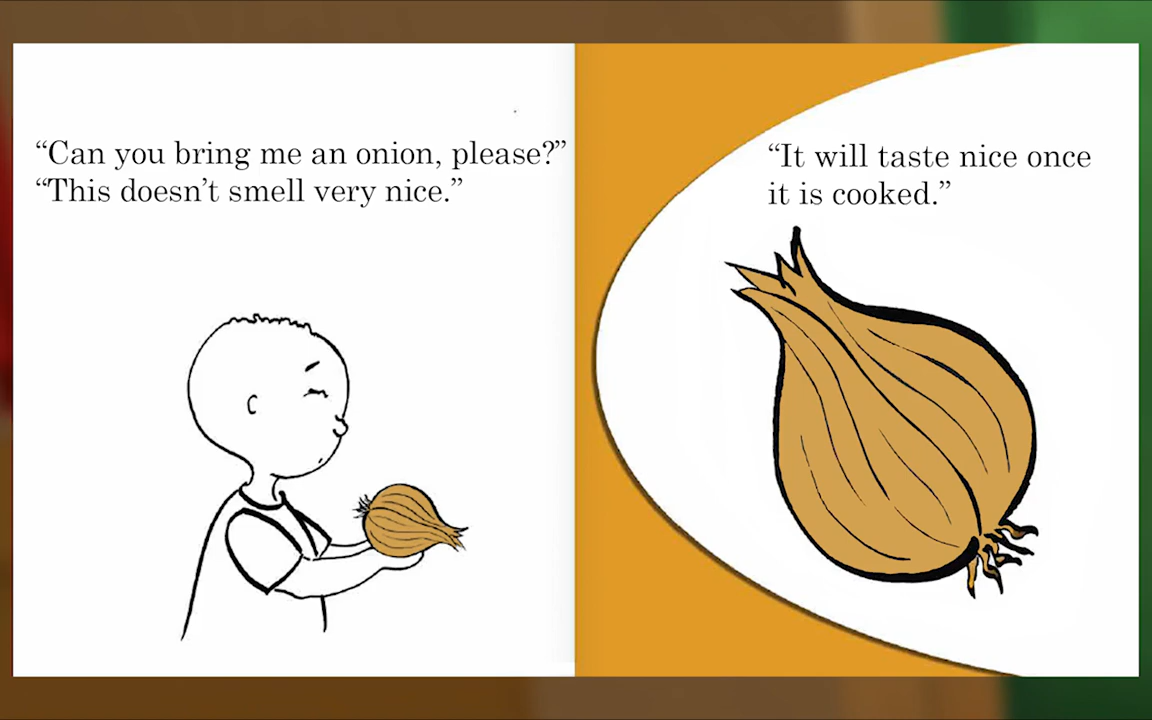 “Can you bring me an onion, please?”
“This doesn’t smell very nice.”
“It will taste nice once
it is cooked.”